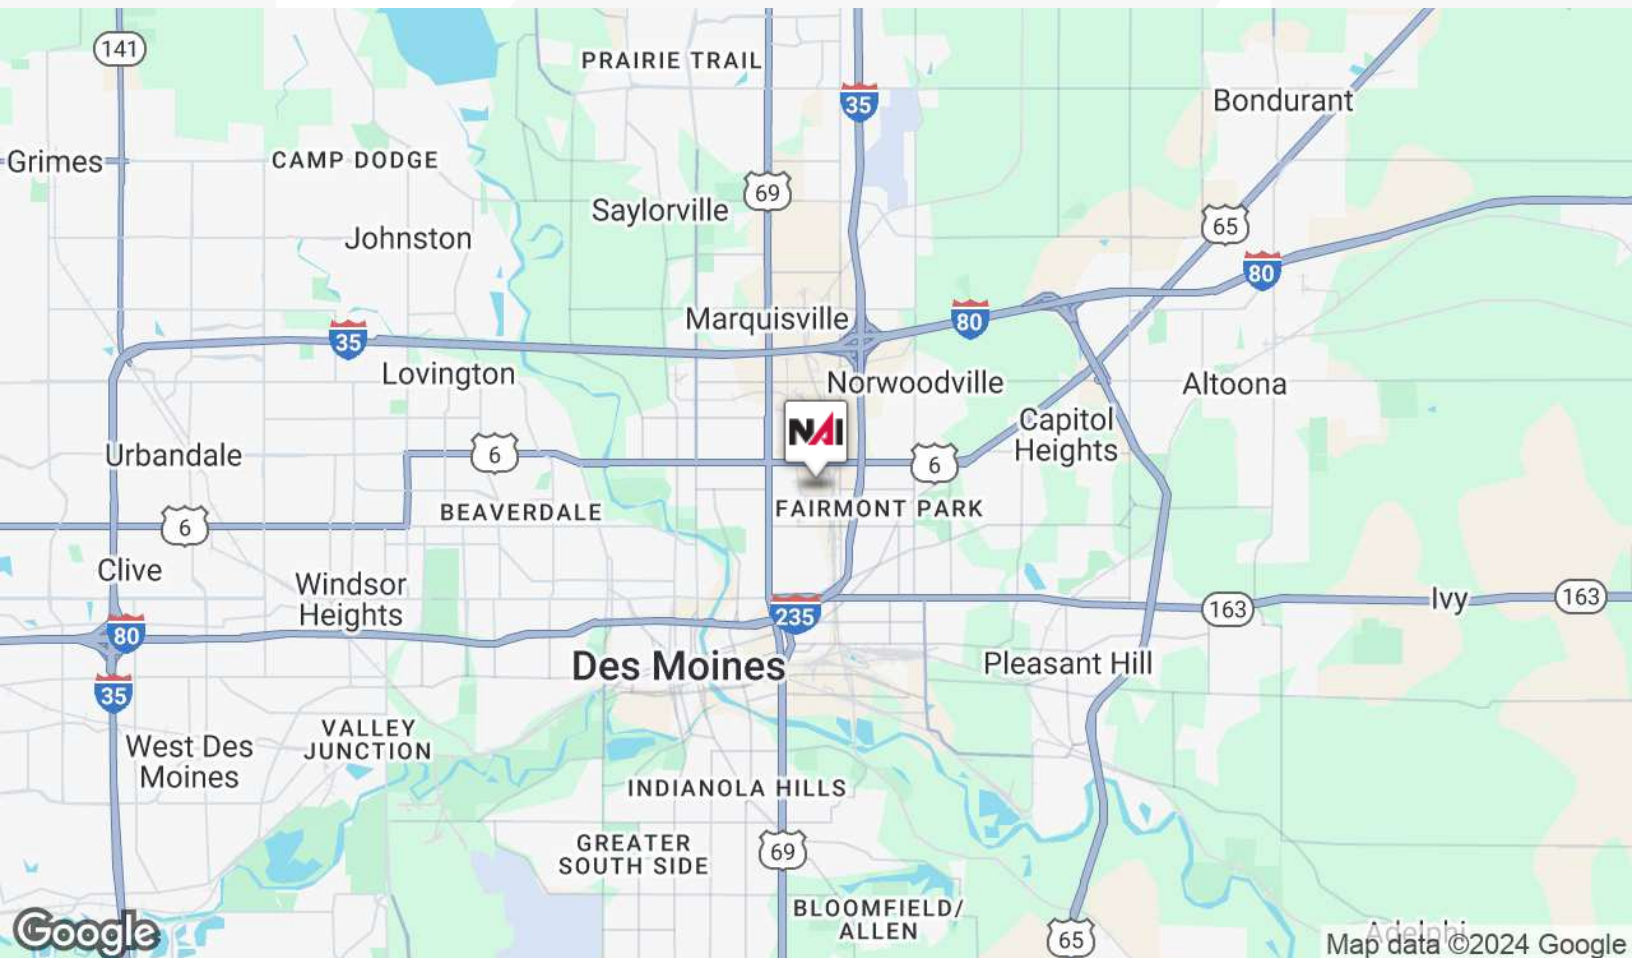 141
PRAIRIE TRAIL
35
Bondurant
Grimes
CAMP DODGE
69
Saylorville
65
Johnston
80
Marquisville
80
35
Lovington
Norwoodville
Altoona
NAI
Capitol
Heights
Urbandale
6
6
BEAVERDALE
FAIRMONT PARK
6
Clive
Windsor
Heights
Ivy
163
163
235
80
Des Moines
Pleasant Hill
35
VALLEY
JUNCTION
West Des
Moines
INDIANOLA HILLS
GREATER
SOUTH SIDE
69
BLOOMFIELD/
ALLEN
65
Adelphi
Google
Map data ©2024 Google